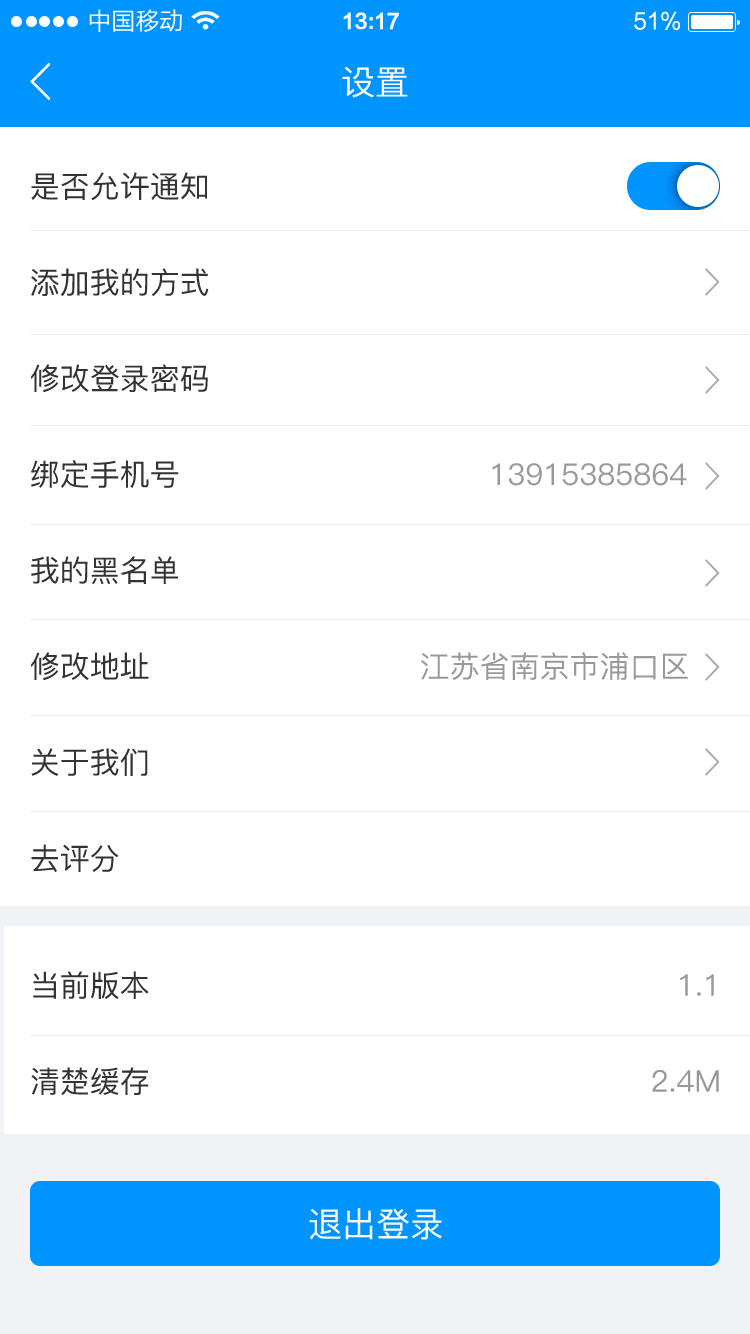 中国移动 13:17 51%
设置
是否允许通知
添加我的方式
修改登录密码
绑定手机号 13915385864
我的黑名单
修改地址 江苏省南京市浦口区
关于我们
去评分
当前版本 1.1
清楚缓存 2.4M
退出登录